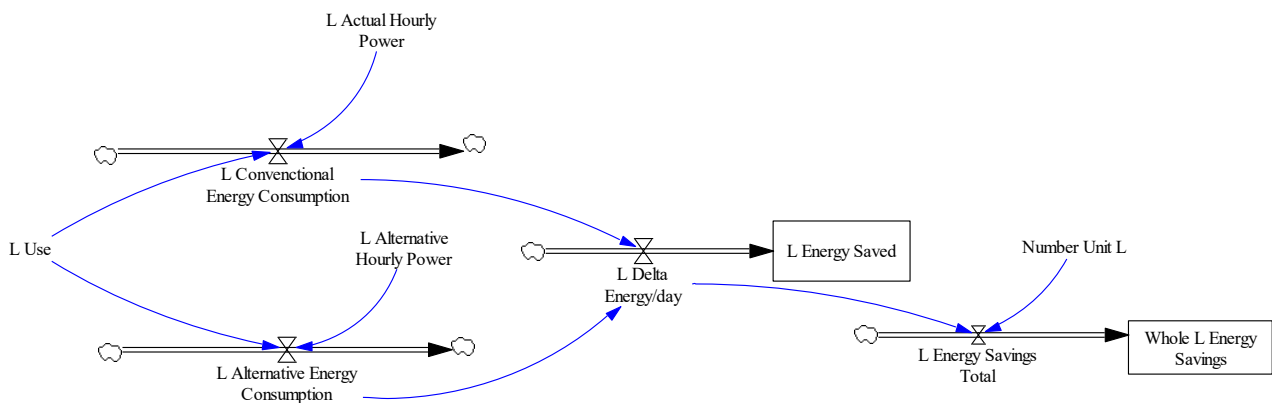 L Actual Hourly
Power
L Convenctional
Energy Consumption
L Use
L Alternative
Hourly Power
L Energy Saved
Number Unit L
L Delta
Energy/day
L Energy Savings
Total
Whole L Energy
Savings
L Alternative Energy
Consumption